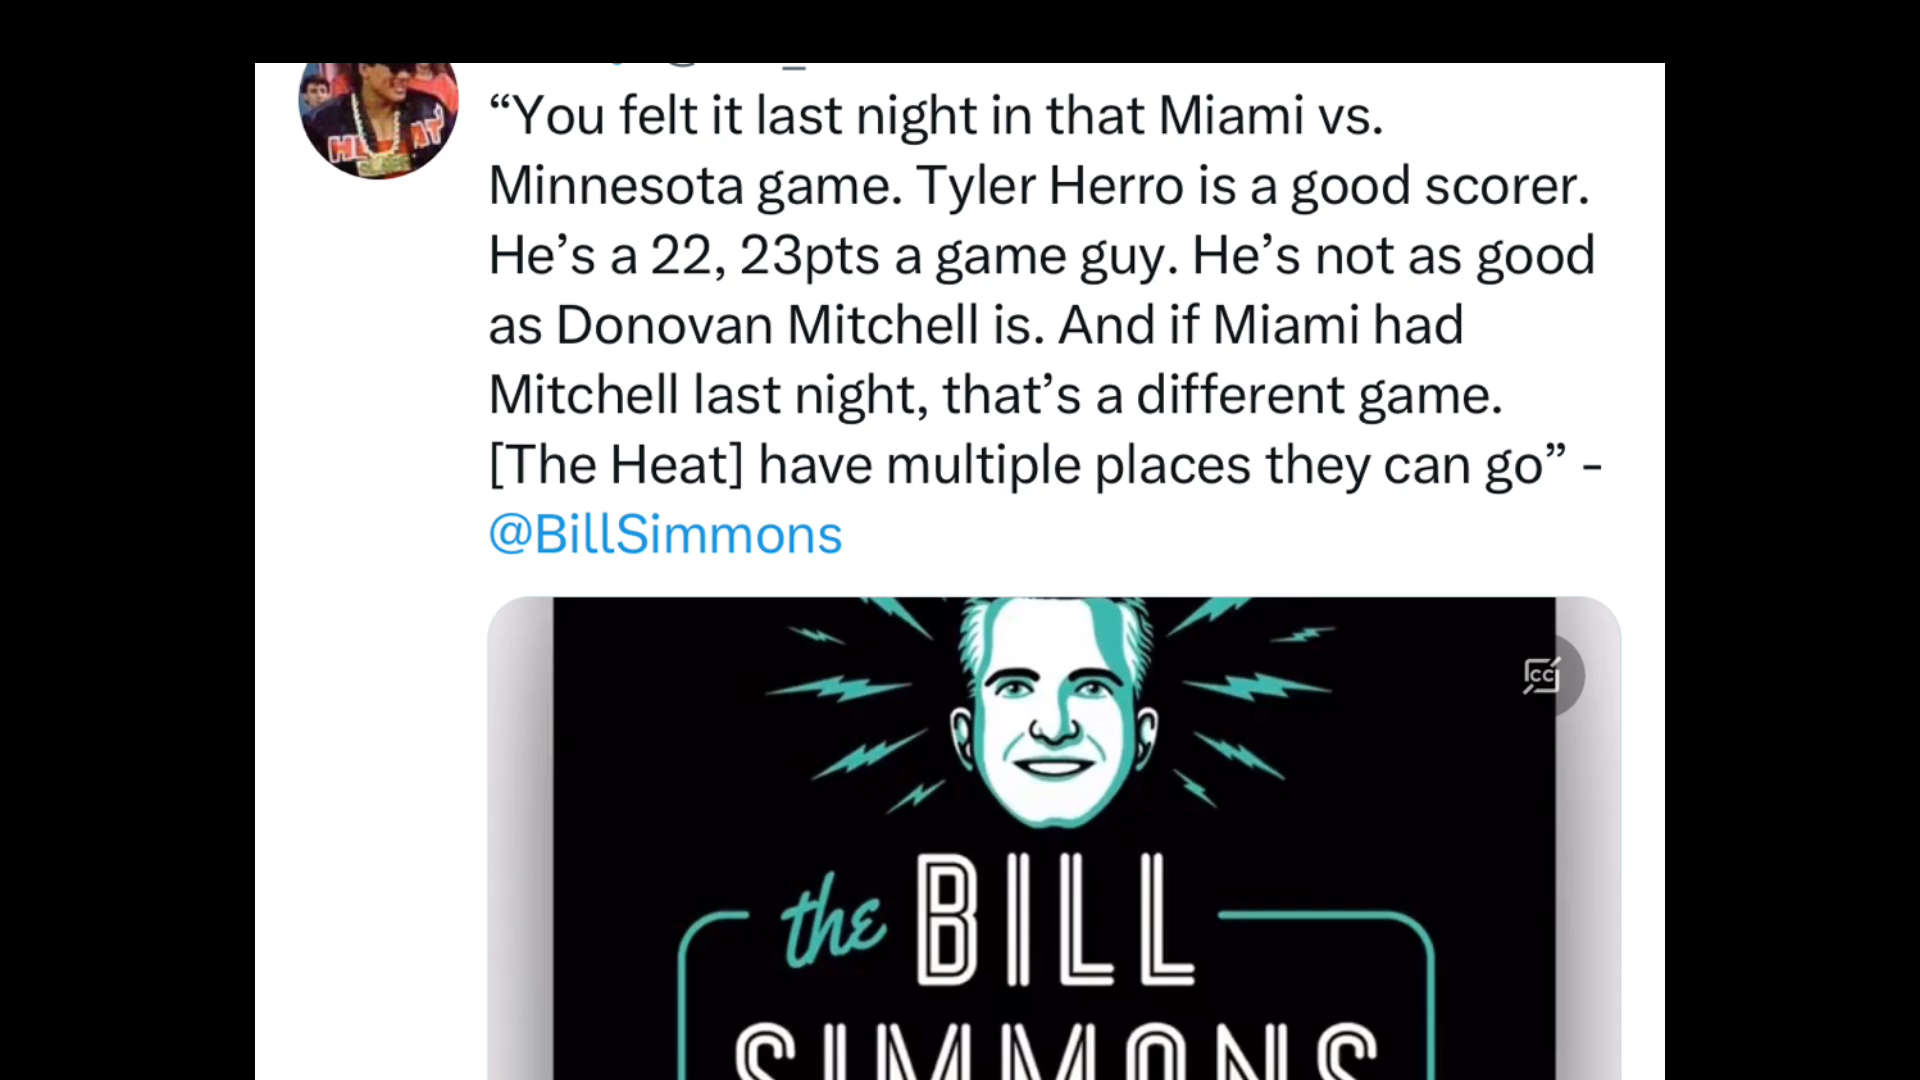 “You felt it last night in that Miami vs.
Minnesota game. Tyler Herro is a good scorer.
He’s a 22, 23pts a game guy. He’s not as good
as Donovan Mitchell is. And if Miami had
Mitchell last night, that’s a different game.
[The Heat] have multiple places they can go” -
@BillSimmons
CC
the BILL
SIMMONS